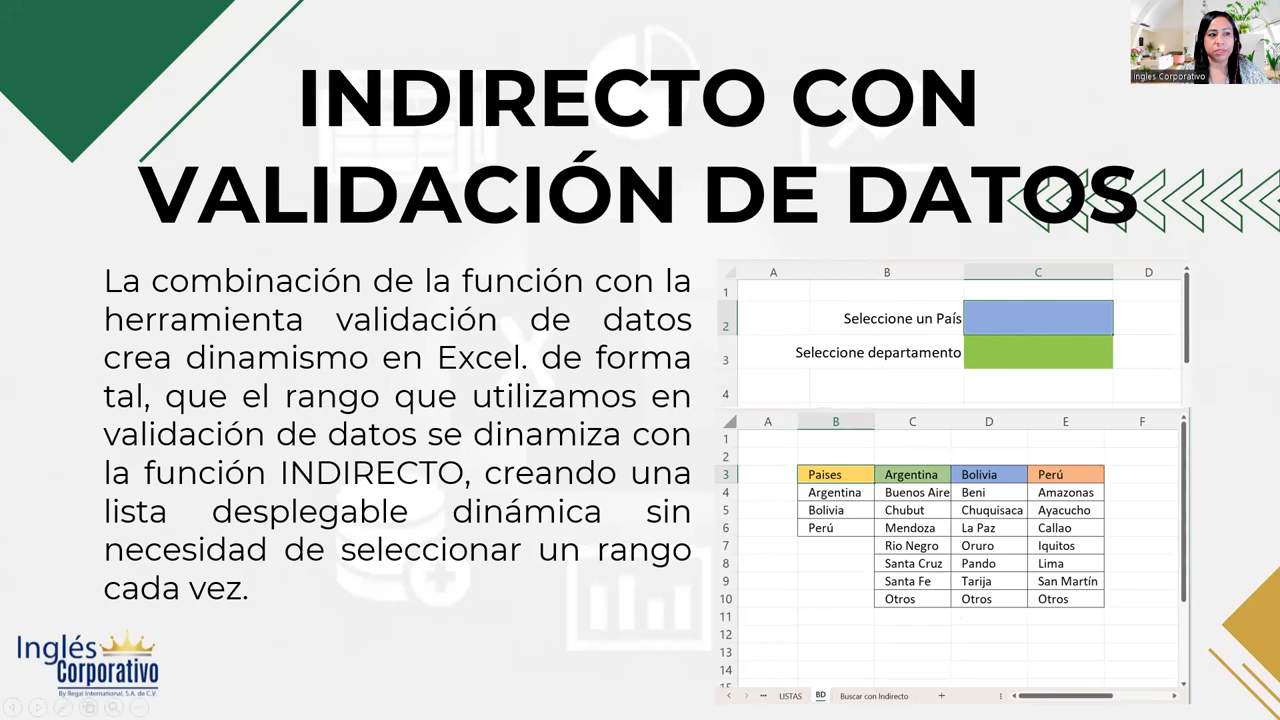 Ingles Corporativo
INDIRECTO CON
VALIDACIÓN DE DATOS
La combinación de la función con la
herramienta validación de datos
crea dinamismo en Excel. de forma
tal, que el rango que utilizamos en
validación de datos se dinamiza con
la función INDIRECTO, creando una
lista desplegable dinámica sin
necesidad de seleccionar un rango
cada vez.
A B C D
1
2 Seleccione un País
3 Seleccione departamento
4
A B C D E F
1
2
3 Paises Argentina Bolivia Perú
4 Argentina Buenos Aire Beni Amazonas
5 Bolivia Chubut Chuquisaca Ayacucho
6 Perú Mendoza La Paz Callao
7 Rio Negro Oruro Iquitos
8 Santa Cruz Pando Lima
9 Santa Fe Tarija San Martín
10 Otros Otros Otros
11
12
13
14
15
LISTAS BD Buscar con Indirecto +
Inglés
Corporativo
By Regal International, S.A. de C.V.